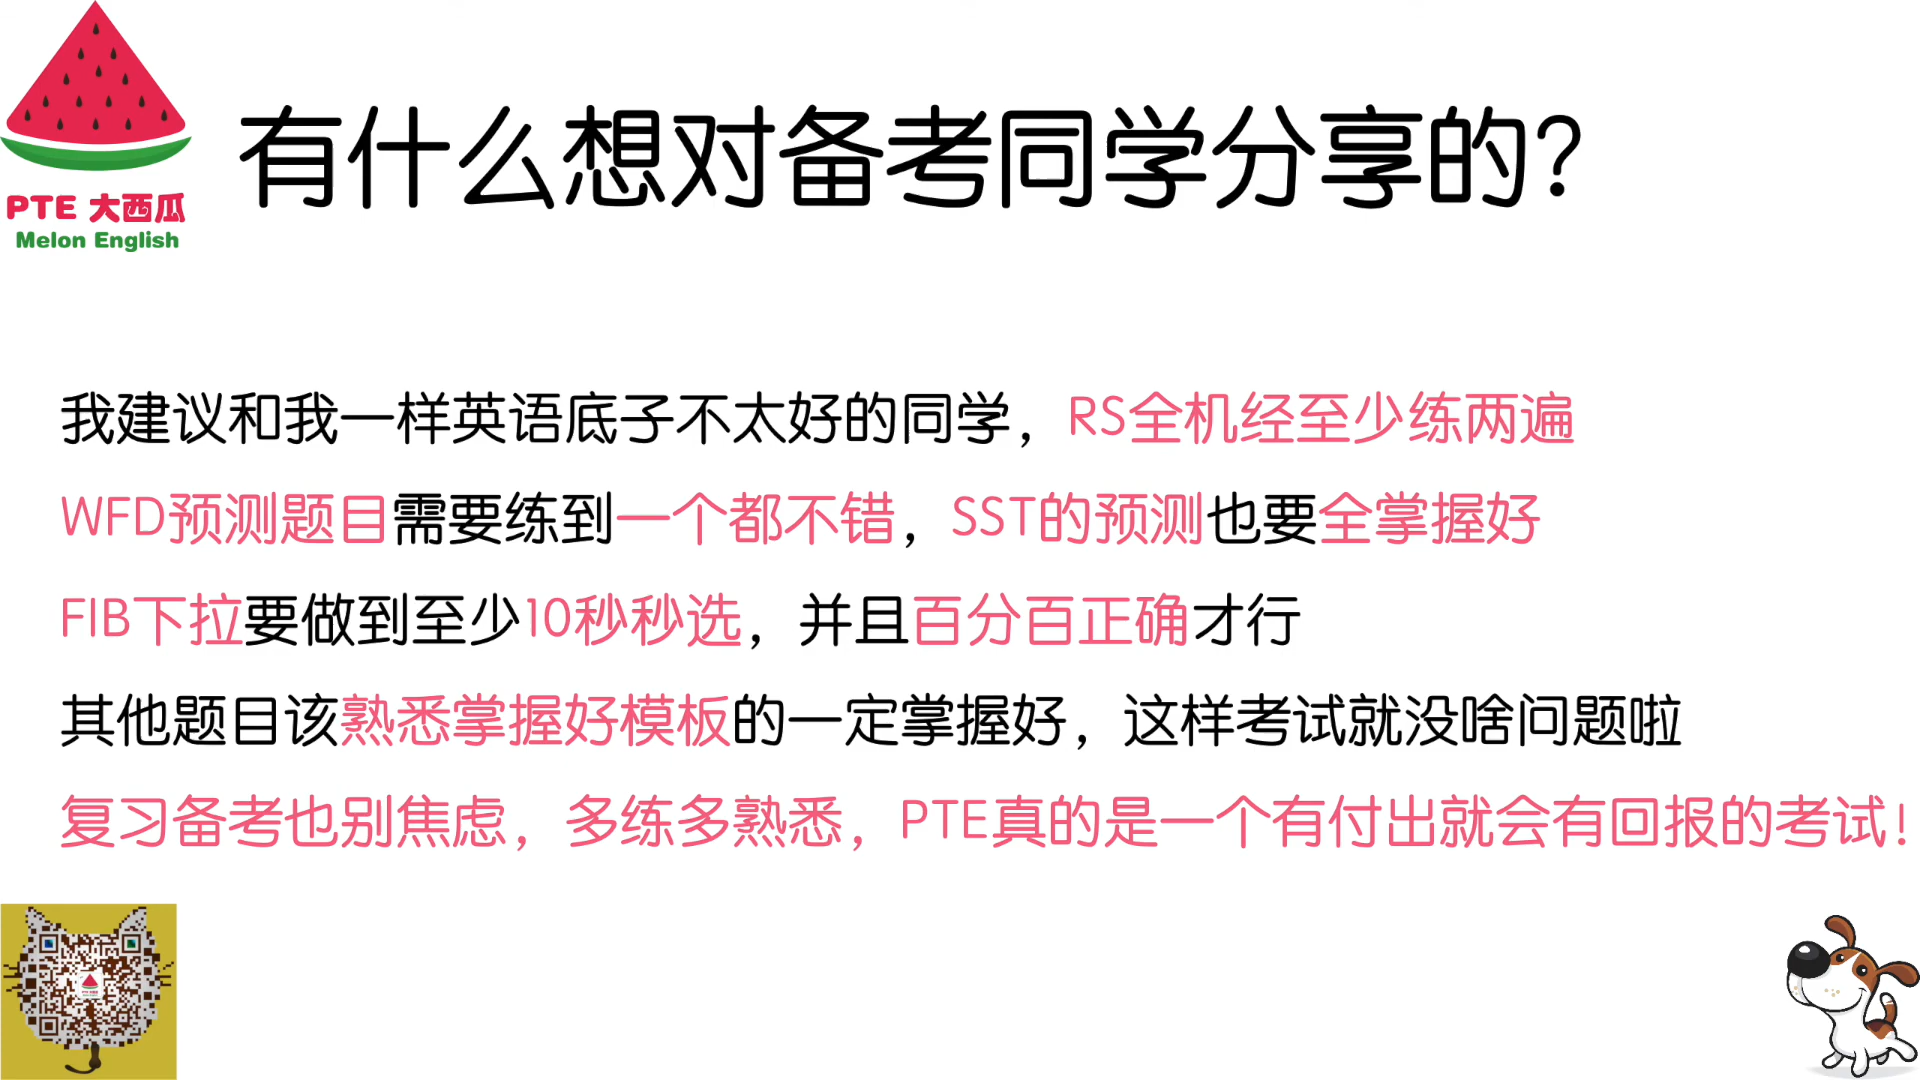 PTE 大西瓜
Melon English
有什么想对备考同学分享的？
我建议和我一样英语底子不太好的同学，RS全机经至少练两遍
WFD预测题目需要练到一个都不错，SST的预测也要全掌握好
FIB下拉要做到至少10秒秒选，并且百分百正确才行
其他题目该熟悉掌握好模板的一定掌握好，这样考试就没啥问题啦
复习备考也别焦虑，多练多熟悉，PTE真的是一个有付出就会有回报的考试！